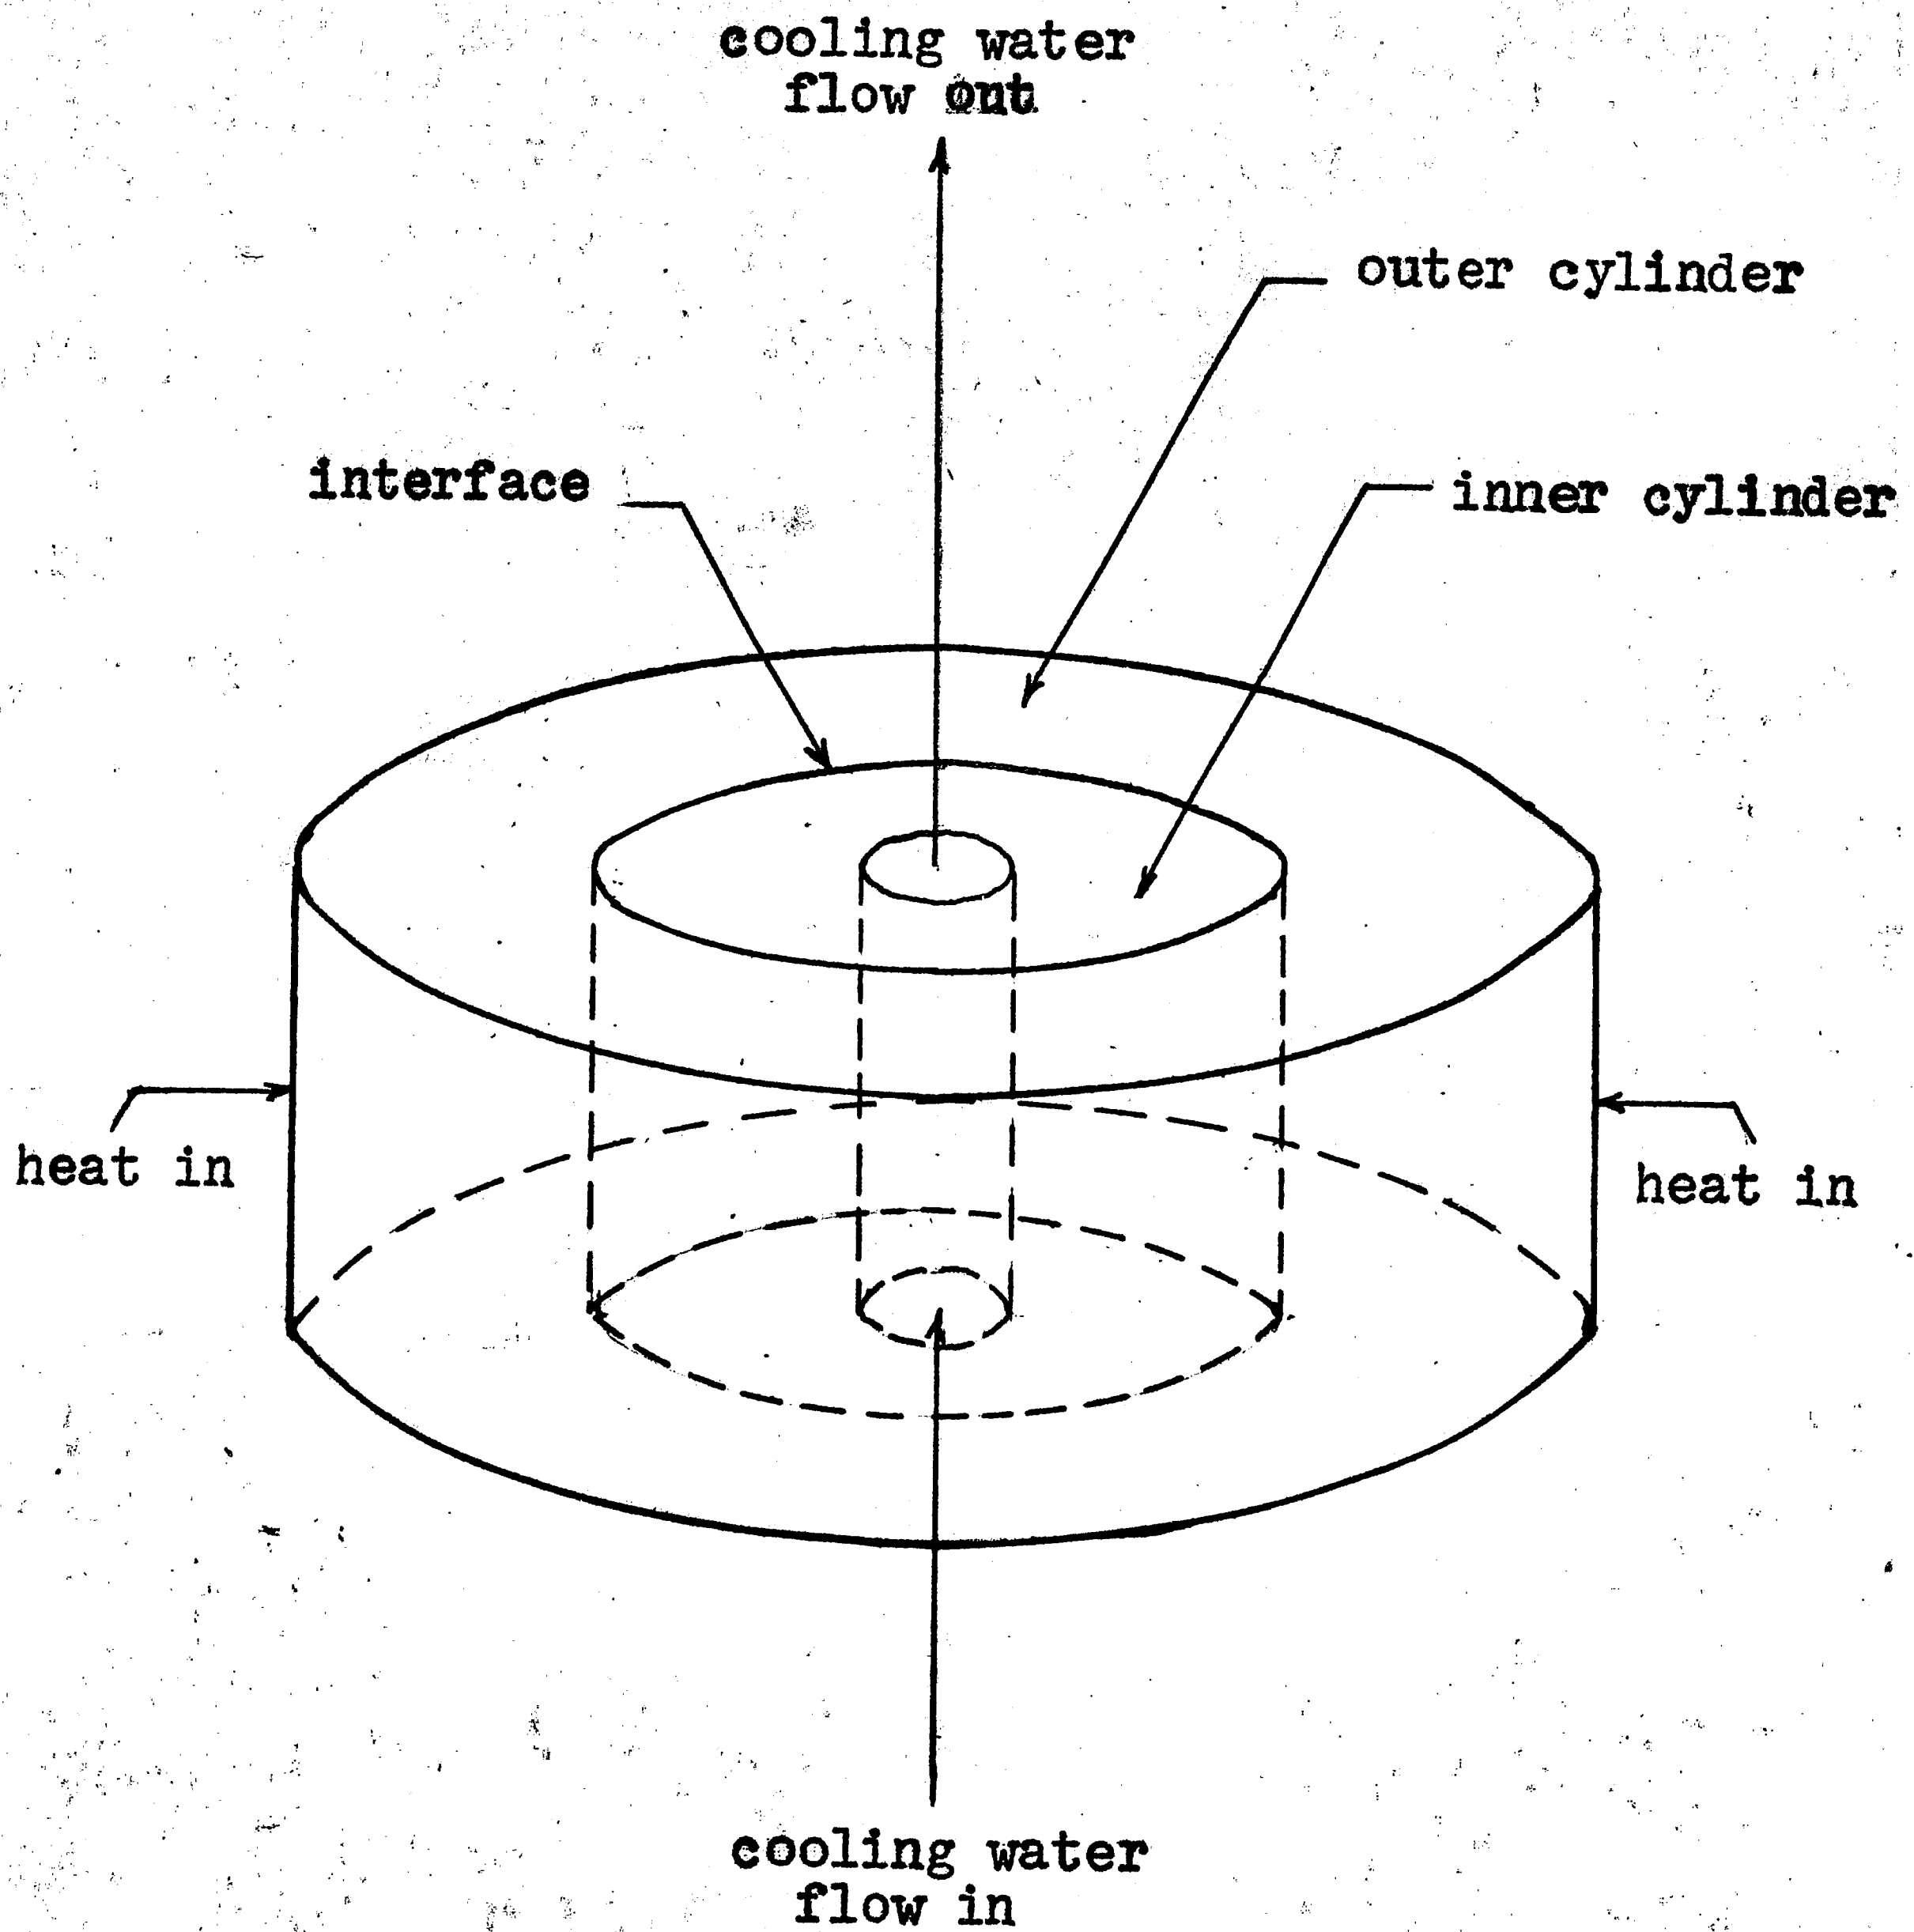 cooling water
flow out
outer cylinder
interface
inner cylinder
heat in
heat in
cooling water
flow in